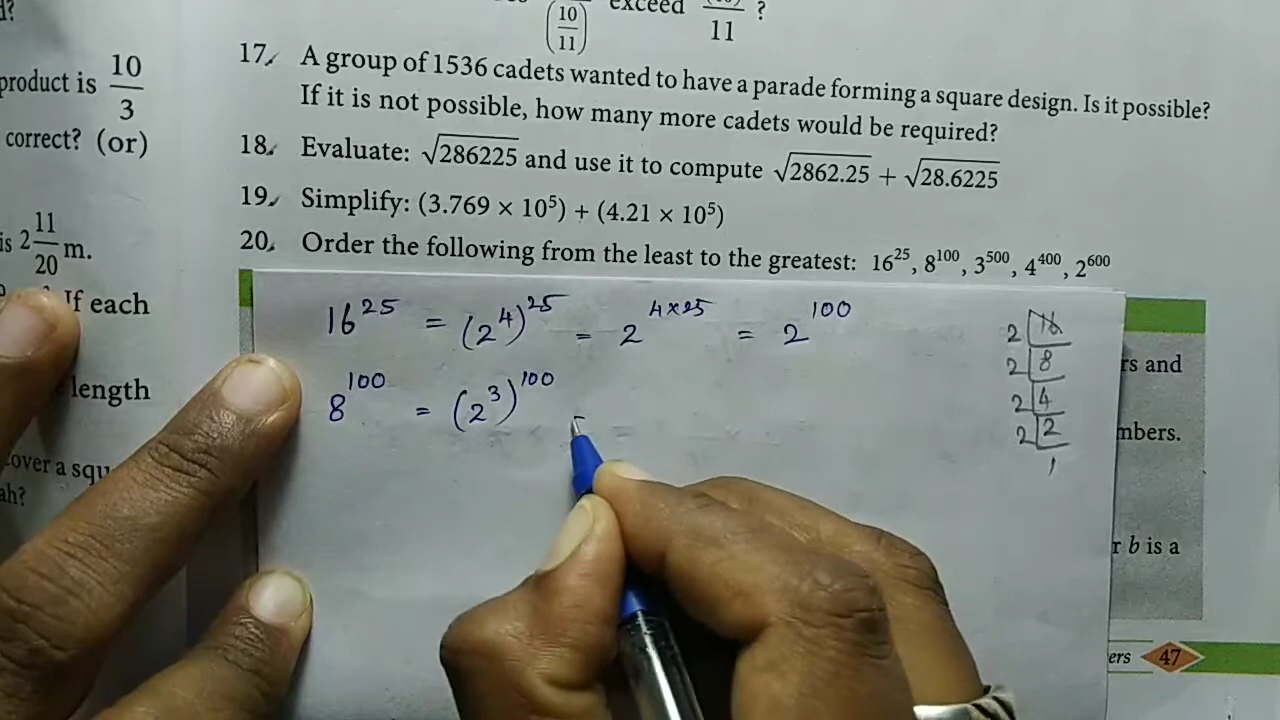 d?
(10/11) exceed /11 ?
product is 10/3
correct? (or)
is 2 11/20 m.
If each
length
cover a squ
ah?
17. A group of 1536 cadets wanted to have a parade forming a square design. Is it possible?
If it is not possible, how many more cadets would be required?
18. Evaluate: √286225 and use it to compute √2862.25 + √28.6225
19. Simplify: (3.769 × 10⁵) + (4.21 × 10⁵)
20. Order the following from the least to the greatest: 16²⁵, 8¹⁰⁰, 3⁵⁰⁰, 4⁴⁰⁰, 2⁶⁰⁰
16²⁵ = (2⁴)²⁵ = 2⁴ˣ²⁵ = 2¹⁰⁰
8¹⁰⁰ = (2³)¹⁰⁰ =
2 | 16
2 | 8
2 | 4
2 | 2
1
rs and
mbers.
r b is a
ers 47